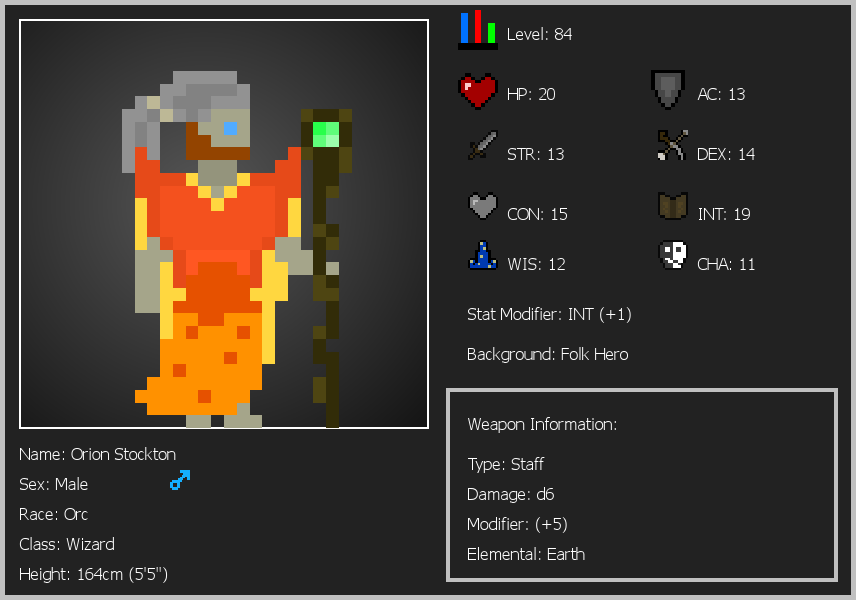 Level: 84
HP: 20
AC: 13
STR: 13
DEX: 14
CON: 15
INT: 19
WIS: 12
CHA: 11
Stat Modifier: INT (+1)
Background: Folk Hero
Weapon Information:
Type: Staff
Damage: d6
Modifier: (+5)
Elemental: Earth
Name: Orion Stockton
Sex: Male
Race: Orc
Class: Wizard
Height: 164cm (5'5")